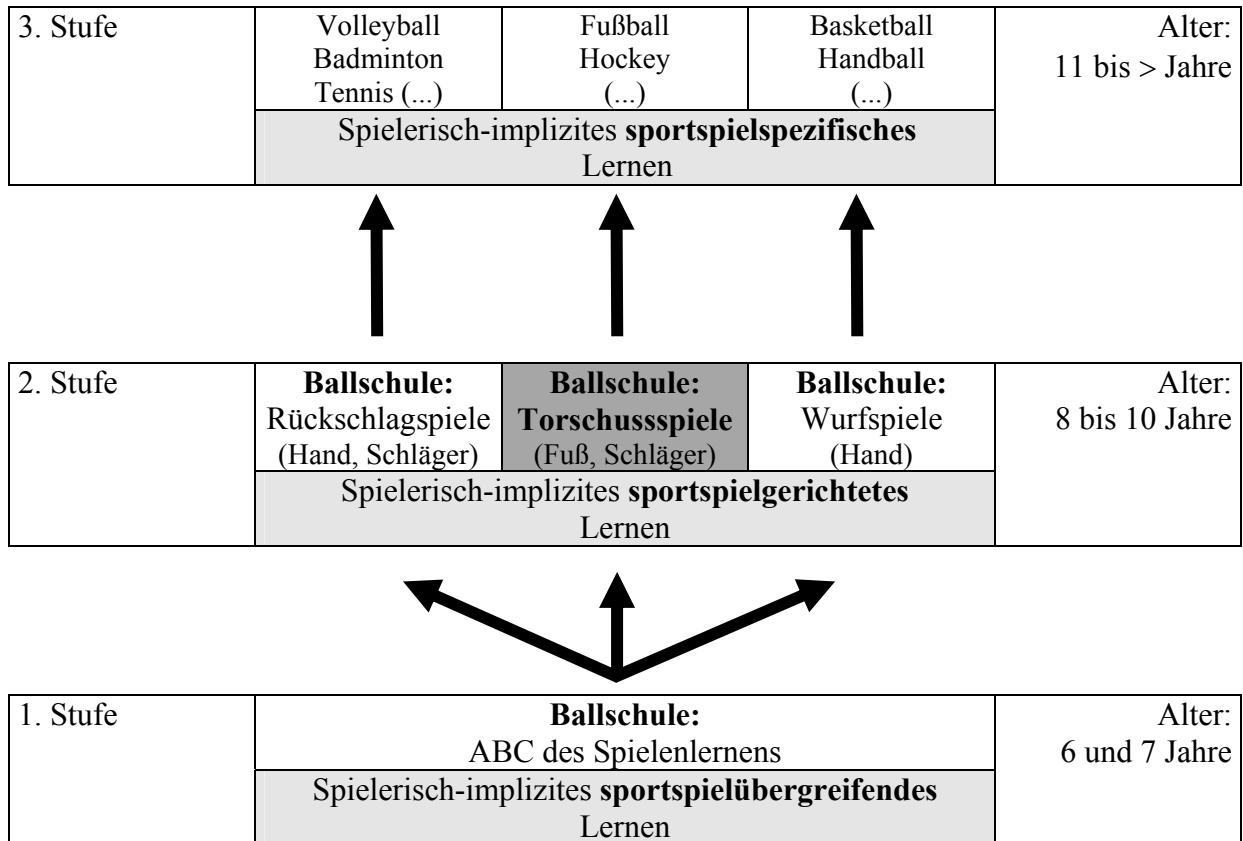 3. Stufe
Volleyball
Badminton
Tennis (...)
Fußball
Hockey
(...)
Basketball
Handball
(...)
Alter:
11 bis > Jahre
Spielerisch-implizites sportspielspezifisches
Lernen
2. Stufe
Ballschule:
Rückschlagspiele
(Hand, Schläger)
Ballschule:
Torschussspiele
(Fuß, Schläger)
Ballschule:
Wurfspiele
(Hand)
Alter:
8 bis 10 Jahre
Spielerisch-implizites sportspielgerichtetes
Lernen
1. Stufe
Ballschule:
ABC des Spielenlernens
Alter:
6 und 7 Jahre
Spielerisch-implizites sportspielübergreifendes
Lernen